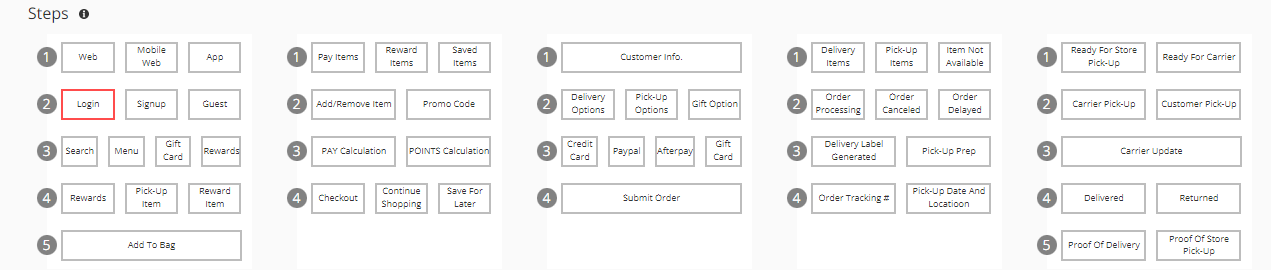 Steps
1 Web Mobile Web App
2 Login Signup Guest
3 Search Menu Gift Card Rewards
4 Rewards Pick-Up Item Reward Item
5 Add To Bag
1 Pay Items Reward Items Saved Items
2 Add/Remove Item Promo Code
3 PAY Calculation POINTS Calculation
4 Checkout Continue Shopping Save For Later
1 Customer Info.
2 Delivery Options Pick-Up Options Gift Option
3 Credit Card Paypal Afterpay Gift Card
4 Submit Order
1 Delivery Items Pick-Up Items Item Not Available
2 Order Processing Order Canceled Order Delayed
3 Delivery Label Generated Pick-Up Prep
4 Order Tracking # Pick-Up Date And Locatioon
1 Ready For Store Pick-Up Ready For Carrier
2 Carrier Pick-Up Customer Pick-Up
3 Carrier Update
4 Delivered Returned
5 Proof Of Delivery Proof Of Store Pick-Up